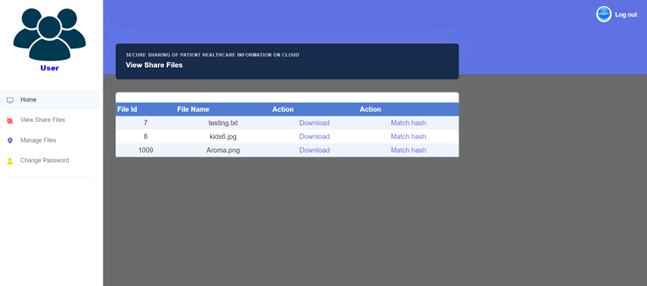 Log out
User
SECURE SHARING OF PATIENT HEALTHCARE INFORMATION ON CLOUD
View Share Files
Home
View Share Files
Manage Files
Change Password
File Id File Name Action Action
7 testing.txt Download Match hash
8 kids6.jpg Download Match hash
1009 Aroma.png Download Match hash